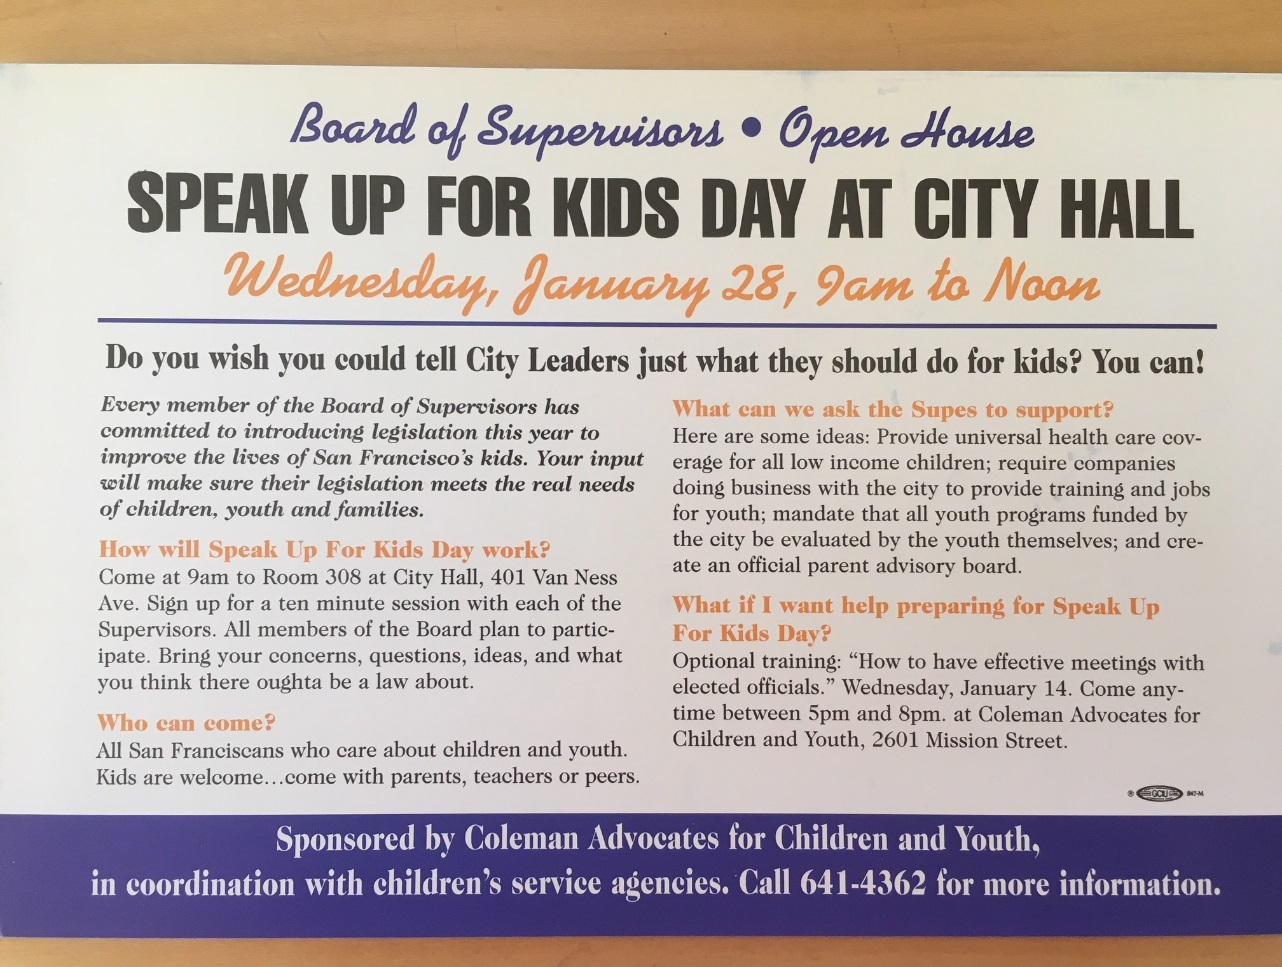 Board of Supervisors • Open House
SPEAK UP FOR KIDS DAY AT CITY HALL
Wednesday, January 28, 9am to Noon
Do you wish you could tell City Leaders just what they should do for kids? You can!
Every member of the Board of Supervisors has
committed to introducing legislation this year to
improve the lives of San Francisco's kids. Your input
will make sure their legislation meets the real needs
of children, youth and families.
How will Speak Up For Kids Day work?
Come at 9am to Room 308 at City Hall, 401 Van Ness
Ave. Sign up for a ten minute session with each of the
Supervisors. All members of the Board plan to partic-
ipate. Bring your concerns, questions, ideas, and what
you think there oughta be a law about.
Who can come?
All San Franciscans who care about children and youth.
Kids are welcome...come with parents, teachers or peers.
What can we ask the Supes to support?
Here are some ideas: Provide universal health care cov-
erage for all low income children; require companies
doing business with the city to provide training and jobs
for youth; mandate that all youth programs funded by
the city be evaluated by the youth themselves; and cre-
ate an official parent advisory board.
What if I want help preparing for Speak Up
For Kids Day?
Optional training: “How to have effective meetings with
elected officials.” Wednesday, January 14. Come any-
time between 5pm and 8pm. at Coleman Advocates for
Children and Youth, 2601 Mission Street.
® GCIU 847-M
Sponsored by Coleman Advocates for Children and Youth,
in coordination with children's service agencies. Call 641-4362 for more information.